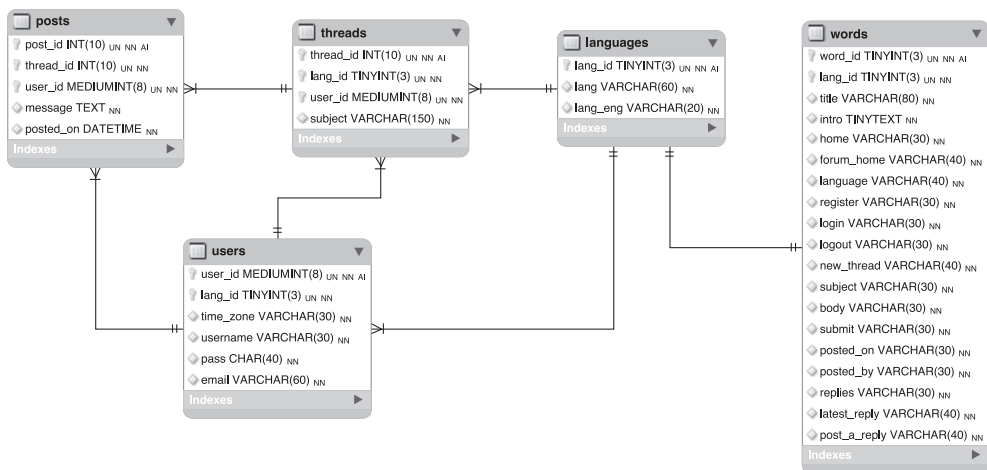 posts
post_id INT(10) UN NN AI
thread_id INT(10) UN NN
user_id MEDIUMINT(8) UN NN
message TEXT NN
posted_on DATETIME NN
Indexes
threads
thread_id INT(10) UN NN AI
lang_id TINYINT(3) UN NN
user_id MEDIUMINT(8) UN NN
subject VARCHAR(150) NN
Indexes
languages
lang_id TINYINT(3) UN NN AI
lang VARCHAR(60) NN
lang_eng VARCHAR(20) NN
Indexes
words
word_id TINYINT(3) UN NN AI
lang_id TINYINT(3) UN NN
title VARCHAR(80) NN
intro TINYTEXT NN
home VARCHAR(30) NN
forum_home VARCHAR(40) NN
language VARCHAR(40) NN
register VARCHAR(30) NN
login VARCHAR(30) NN
logout VARCHAR(30) NN
new_thread VARCHAR(40) NN
subject VARCHAR(30) NN
body VARCHAR(30) NN
submit VARCHAR(30) NN
posted_on VARCHAR(30) NN
posted_by VARCHAR(30) NN
replies VARCHAR(30) NN
latest_reply VARCHAR(40) NN
post_a_reply VARCHAR(40) NN
Indexes
users
user_id MEDIUMINT(8) UN NN AI
lang_id TINYINT(3) UN NN
time_zone VARCHAR(30) NN
username VARCHAR(30) NN
pass CHAR(40) NN
email VARCHAR(60) NN
Indexes